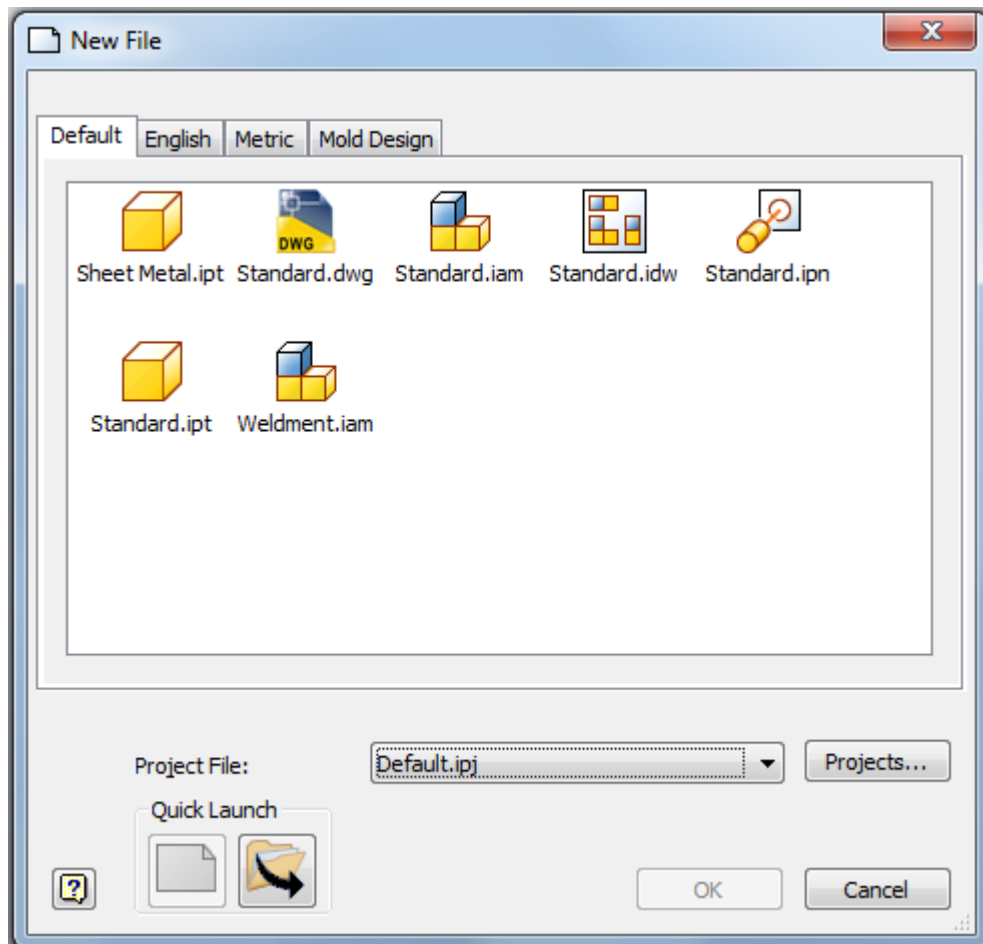 New File
Default English Metric Mold Design
DWG
Sheet Metal.ipt Standard.dwg Standard.iam Standard.idw Standard.ipn
Standard.ipt Weldment.iam
Project File: Default.ipj Projects...
Quick Launch
OK Cancel